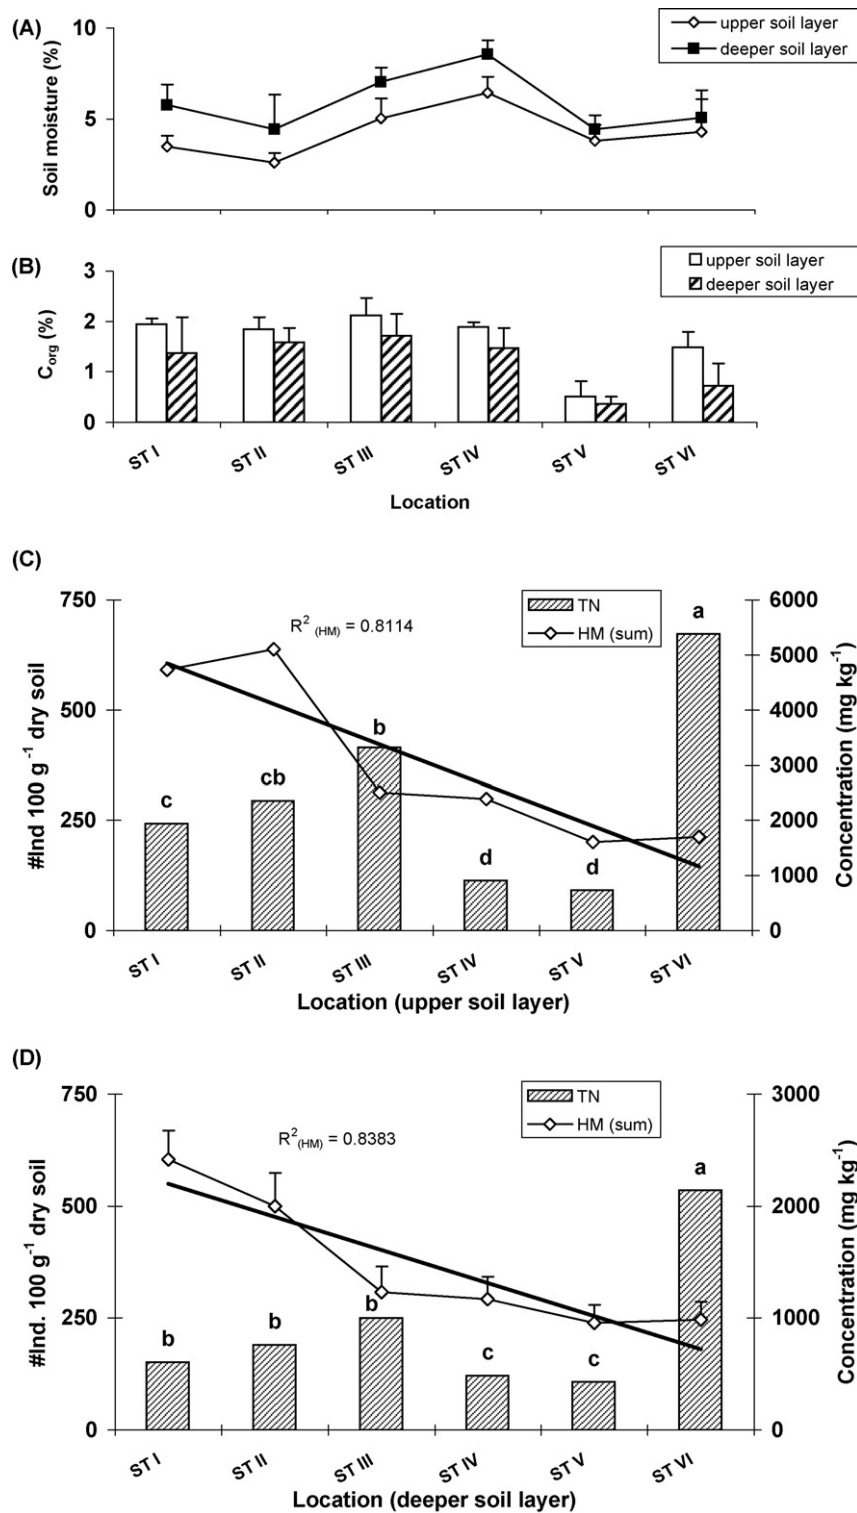 (A)
10
5
0
Soil moisture (%)
upper soil layer
deeper soil layer
(B)
3
2
1
0
C_org (%)
upper soil layer
deeper soil layer
ST I
ST II
ST III
ST IV
ST V
ST VI
Location
(C)
750
500
250
0
#Ind 100 g⁻¹ dry soil
R² (HM) = 0.8114
TN
HM (sum)
c
cb
b
d
d
a
6000
5000
4000
3000
2000
1000
0
Concentration (mg kg⁻¹)
ST I
ST II
ST III
ST IV
ST V
ST VI
Location (upper soil layer)
(D)
750
500
250
0
#Ind. 100 g⁻¹ dry soil
R²(HM) = 0.8383
TN
HM (sum)
b
b
b
c
c
a
3000
2000
1000
0
Concentration (mg kg⁻¹)
ST I
ST II
ST III
ST IV
ST V
ST VI
Location (deeper soil layer)